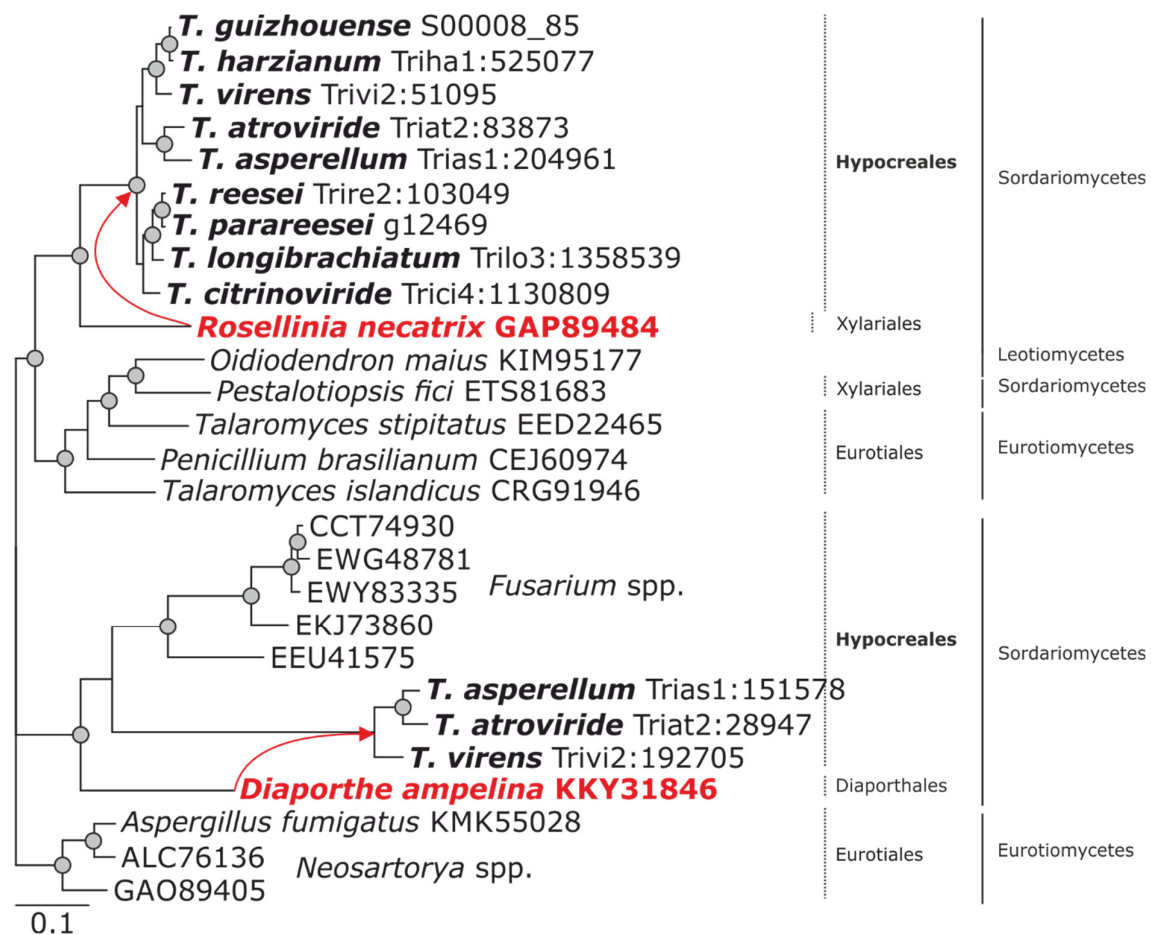 T. guizhouense S00008_85
T. harzianum Triha1:525077
T. virens Trivi2:51095
T. atroviride Triat2:83873
T. asperellum Trias1:204961
Hypocreales
Sordariomycetes
T. reesei Trire2:103049
T. parareesei g12469
T. longibrachiatum Trilo3:1358539
T. citrinoviride Trici4:1130809
Rosellinia necatrix GAP89484
Xylariales
Oidiodendron maius KIM95177
Leotiomycetes
Pestalotiopsis fici ETS81683
Xylariales
Sordariomycetes
Talaromyces stipitatus EED22465
Penicillium brasilianum CEJ60974
Eurotiales
Eurotiomycetes
Talaromyces islandicus CRG91946
CCT74930
EWG48781
EWY83335
Fusarium spp.
EKJ73860
EEU41575
Hypocreales
Sordariomycetes
T. asperellum Trias1:151578
T. atroviride Triat2:28947
T. virens Trivi2:192705
Diaporthe ampelina KKY31846
Diaporthales
Aspergillus fumigatus KMK55028
ALC76136
Neosartorya spp.
Eurotiales
Eurotiomycetes
GAO89405
0.1